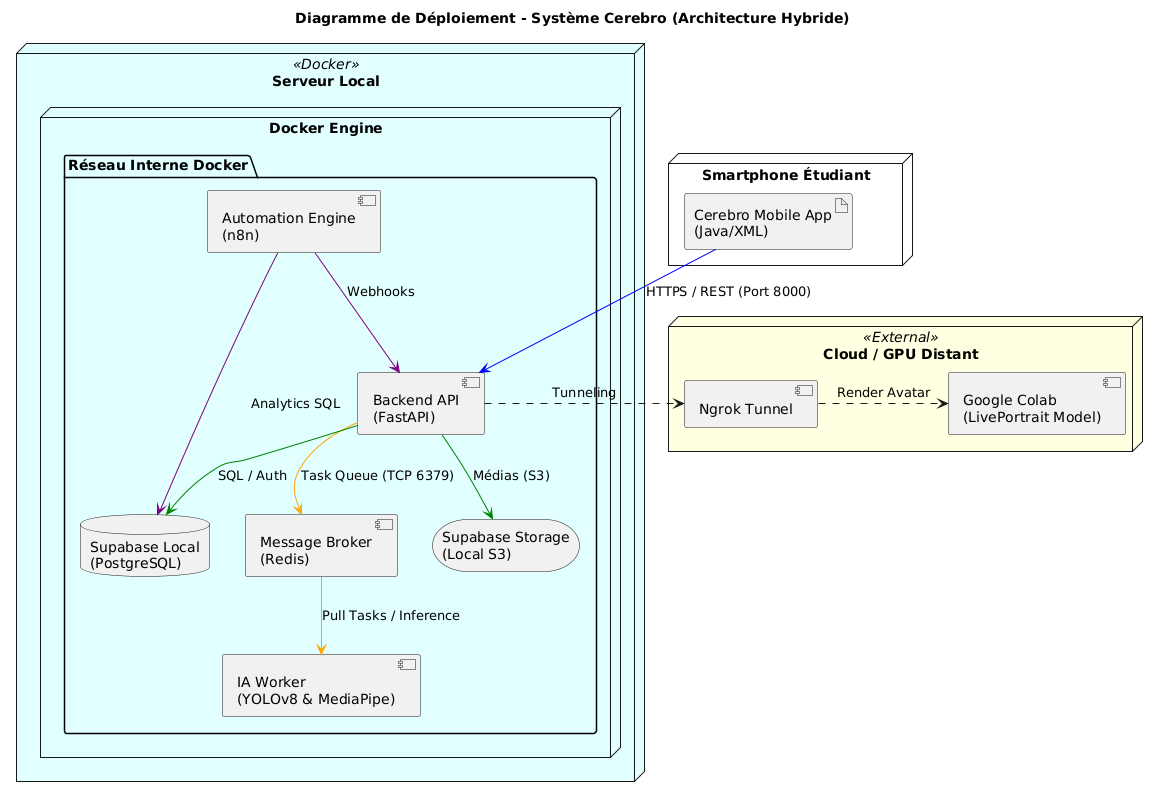 Diagramme de Déploiement - Système Cerebro (Architecture Hybride)
«Docker»
Serveur Local
Docker Engine
Réseau Interne Docker
Automation Engine
(n8n)
Webhooks
Smartphone Étudiant
Cerebro Mobile App
(Java/XML)
HTTPS / REST (Port 8000)
«External»
Cloud / GPU Distant
Backend API
(FastAPI)
Tunneling
Ngrok Tunnel
Render Avatar
Google Colab
(LivePortrait Model)
Analytics SQL
SQL / Auth
Task Queue (TCP 6379)
Médias (S3)
Supabase Local
(PostgreSQL)
Message Broker
(Redis)
Supabase Storage
(Local S3)
Pull Tasks / Inference
IA Worker
(YOLOv8 & MediaPipe)